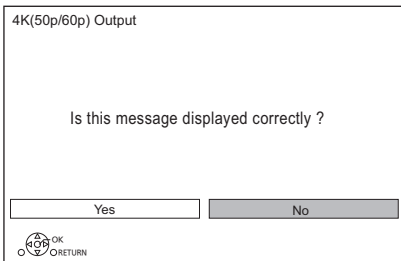 4K(50p/60p) Output
Is this message displayed correctly ?
Yes No
OK
RETURN